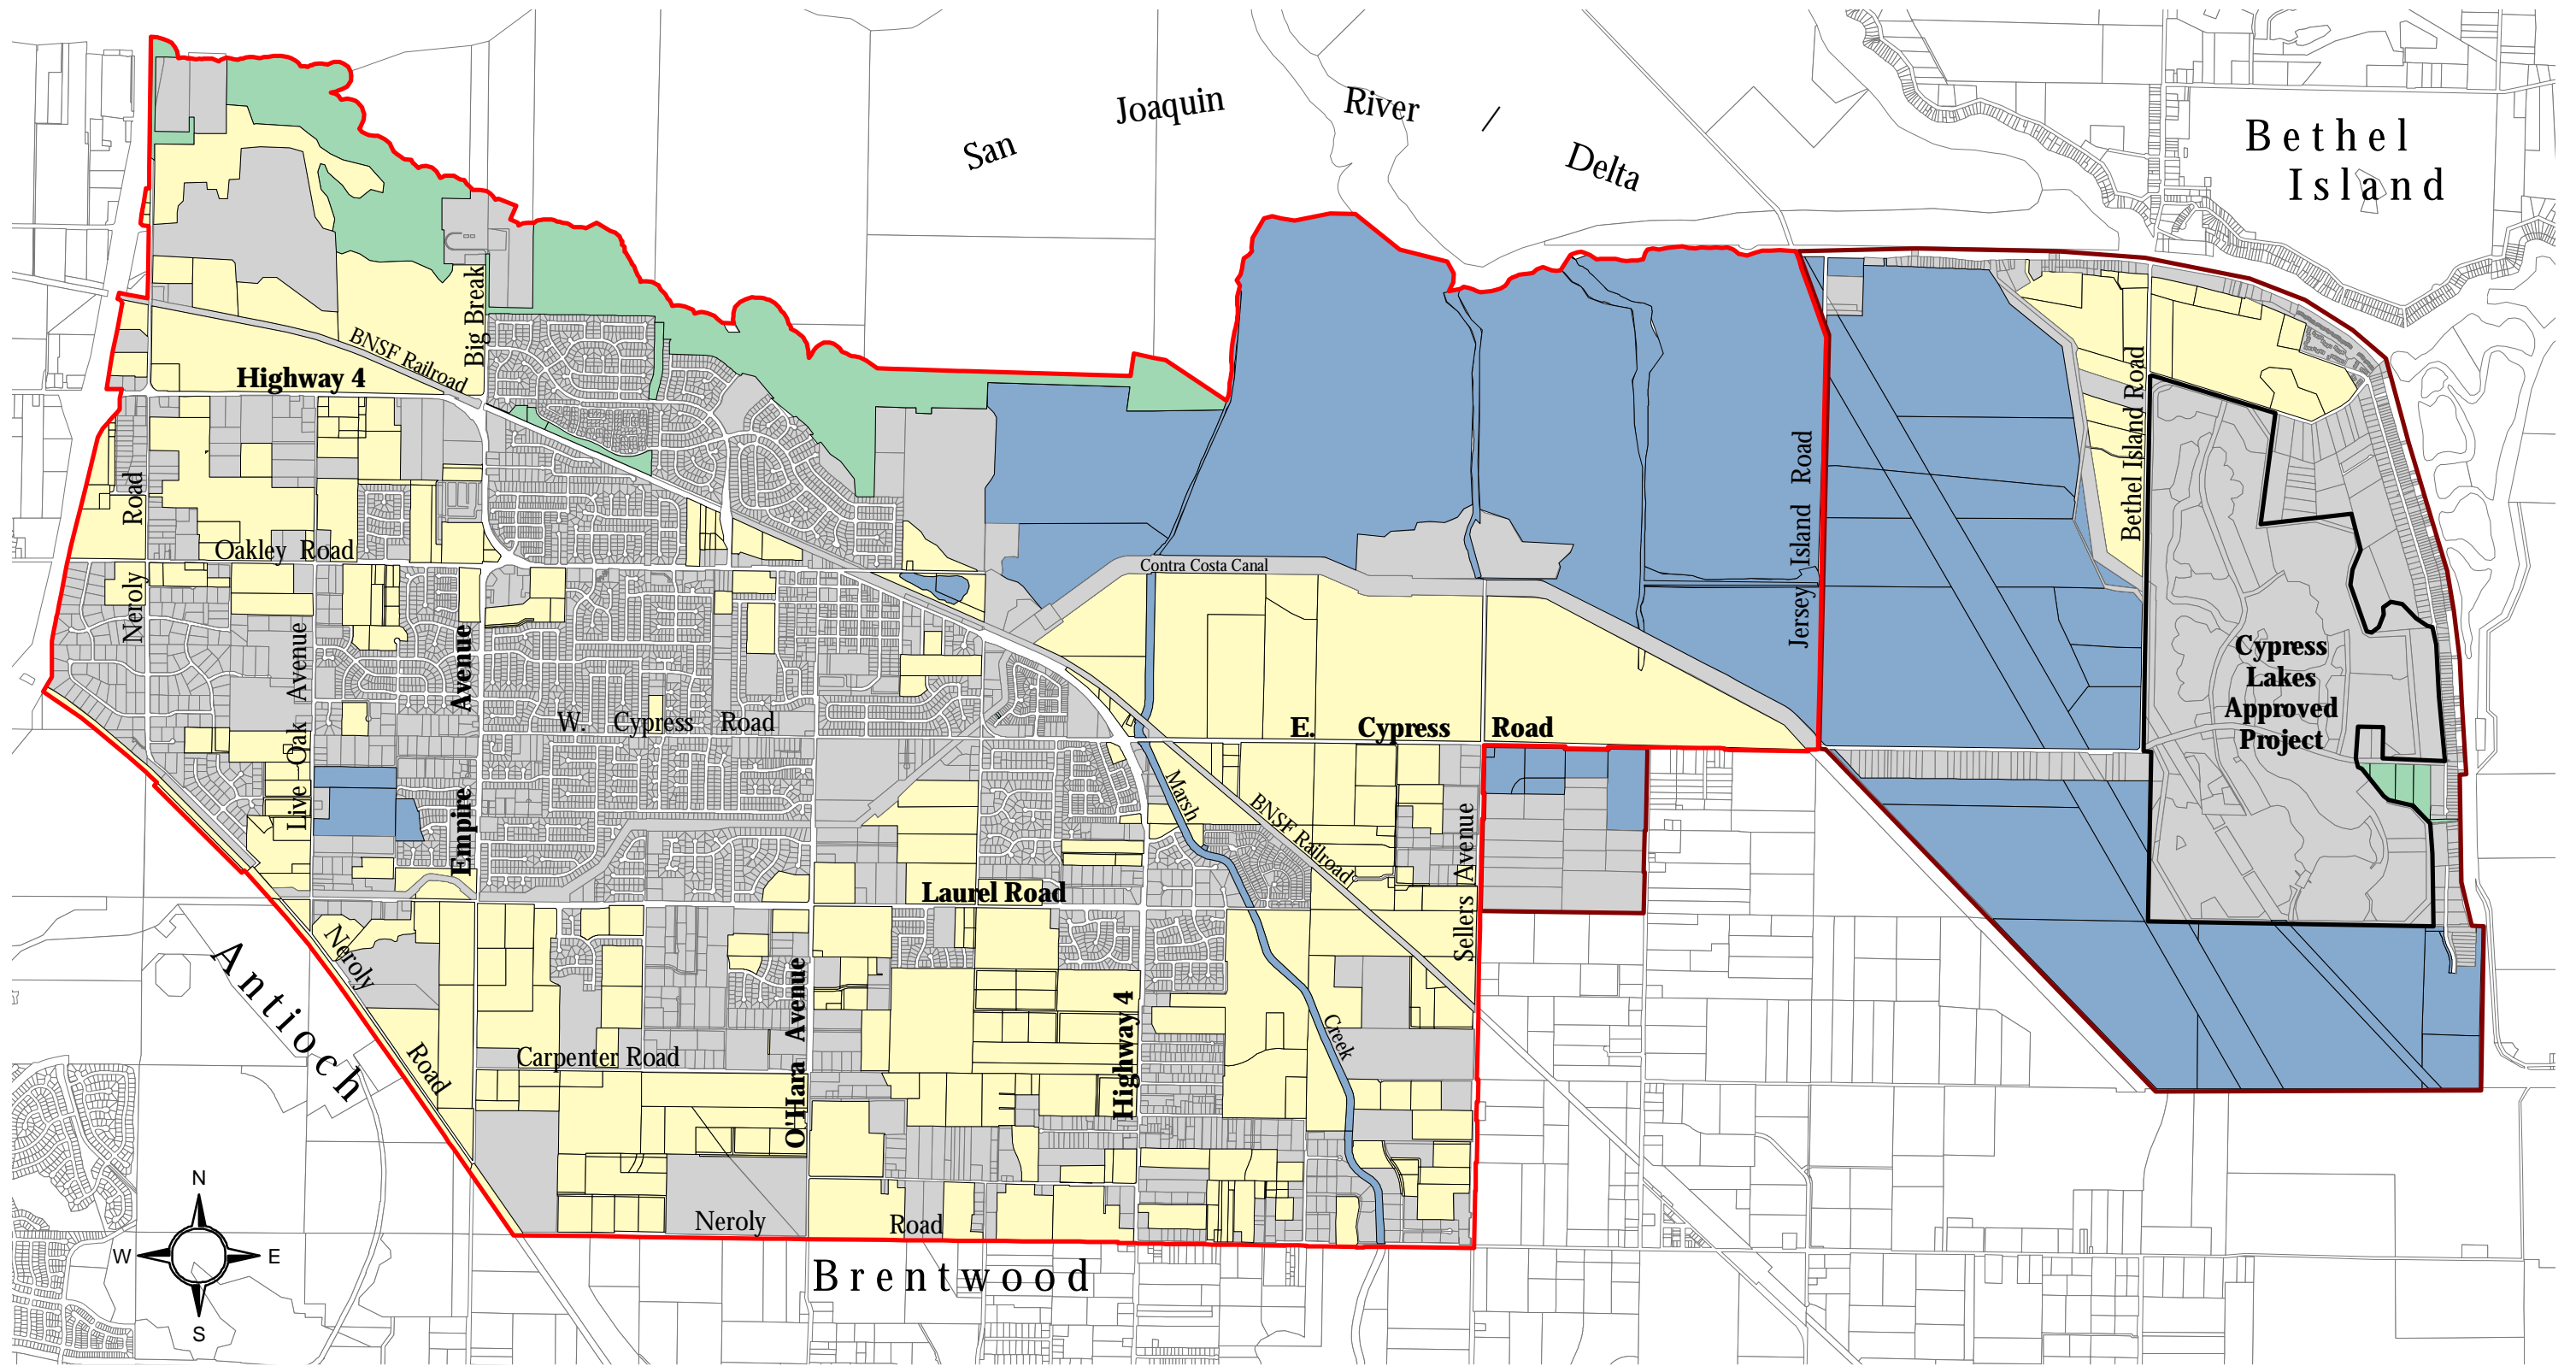 San Joaquin River / Delta
Bethel
Island
Big Break
BNSF Railroad
Highway 4
Bethel Island Road
Jersey Island Road
Road
Neroly
Oakley Road
Contra Costa Canal
Live Oak Avenue
Empire Avenue
W. Cypress Road
E. Cypress Road
Cypress
Lakes
Approved
Project
Marsh
Creek
BNSF Railroad
Sellers Avenue
Laurel Road
Neroly
Road
Antioch
O'Hara Avenue
Highway 4
Carpenter Road
Neroly Road
Brentwood
N
W
E
S